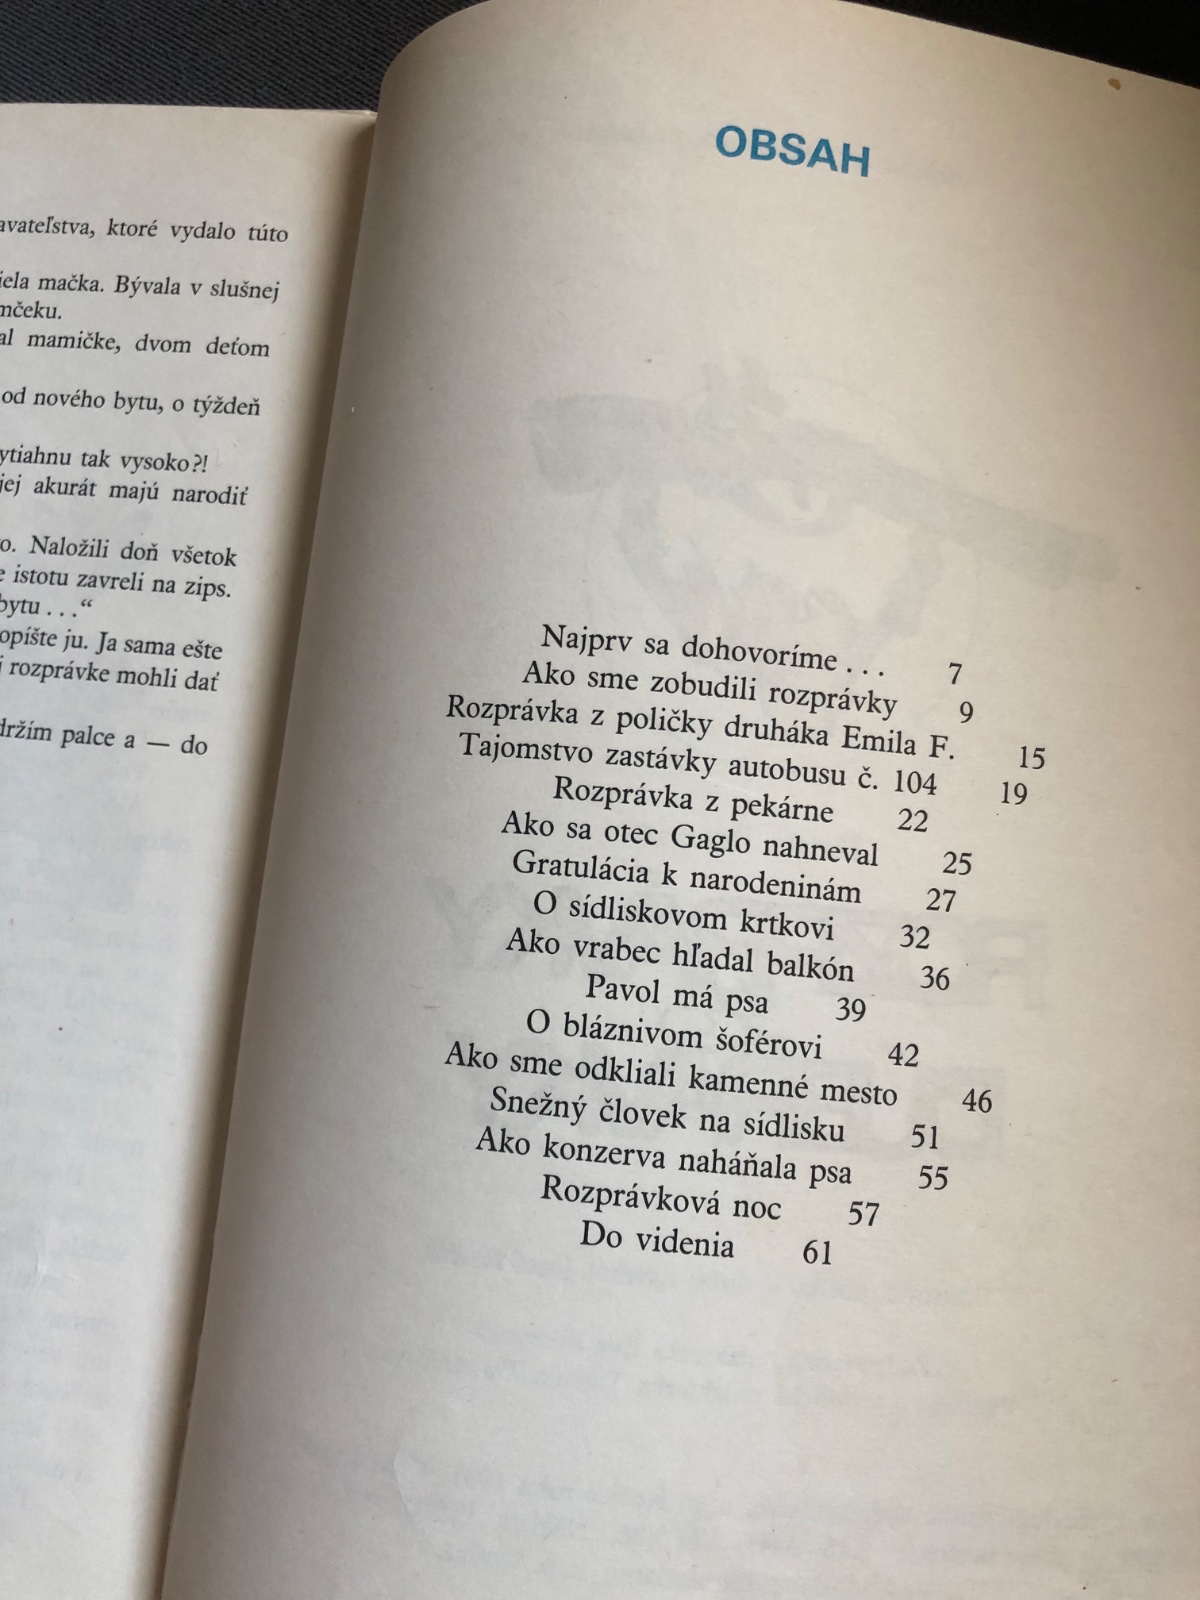 avateľstva, ktoré vydalo túto
iela mačka. Bývala v slušnej
mčeku.
al mamičke, dvom deťom
od nového bytu, o týždeň
ytiahnu tak vysoko?!
jej akurát majú narodiť
o. Naložili doň všetok
e istotu zavreli na zips.
bytu . . .“
opíšte ju. Ja sama ešte
i rozprávke mohli dať
držím palce a — do
OBSAH
Najprv sa dohovoríme . . . 7
Ako sme zobudili rozprávky 9
Rozprávka z poličky druháka Emila F. 15
Tajomstvo zastávky autobusu č. 104 19
Rozprávka z pekárne 22
Ako sa otec Gaglo nahneval 25
Gratulácia k narodeninám 27
O sídliskovom krtkovi 32
Ako vrabec hľadal balkón 36
Pavol má psa 39
O bláznivom šoférovi 42
Ako sme odkliali kamenné mesto 46
Snežný človek na sídlisku 51
Ako konzerva naháňala psa 55
Rozprávková noc 57
Do videnia 61